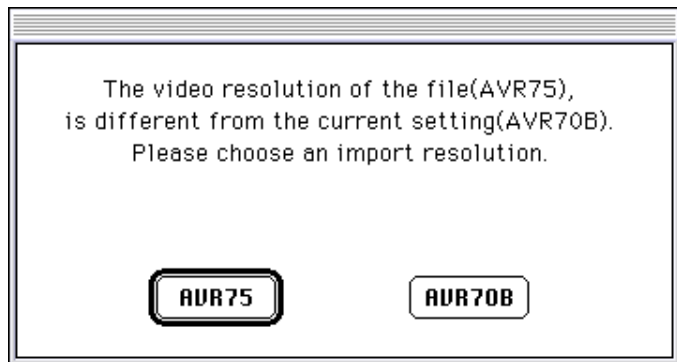 The video resolution of the file(AVR75),
is different from the current setting(AVR70B).
Please choose an import resolution.
AVR75
AVR70B